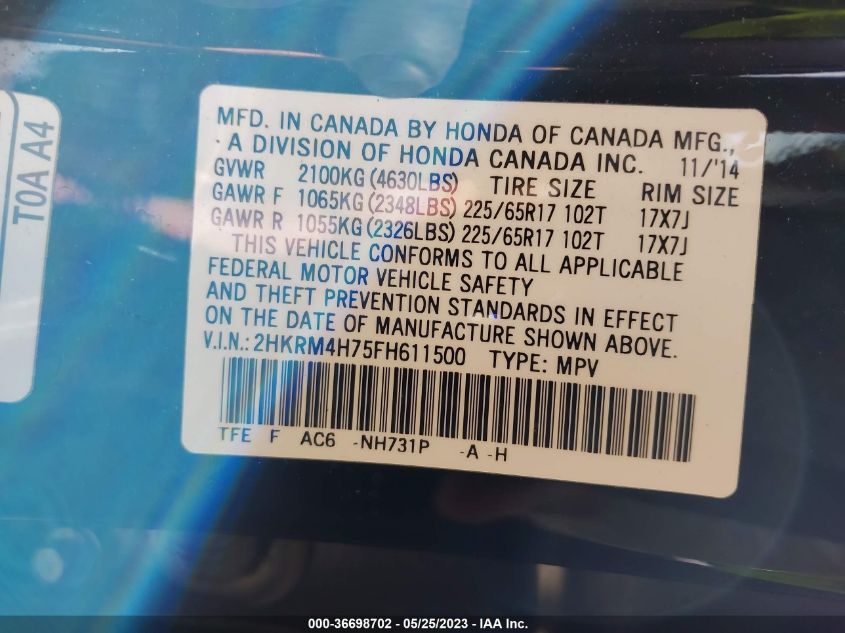 T0A A4
MFD. IN CANADA BY HONDA OF CANADA MFG.,
A DIVISION OF HONDA CANADA INC. 11/'14
GVWR 2100KG (4630LBS) TIRE SIZE RIM SIZE
GAWR F 1065KG (2348LBS) 225/65R17 102T 17X7J
GAWR R 1055KG (2326LBS) 225/65R17 102T 17X7J
THIS VEHICLE CONFORMS TO ALL APPLICABLE
FEDERAL MOTOR VEHICLE SAFETY
AND THEFT PREVENTION STANDARDS IN EFFECT
ON THE DATE OF MANUFACTURE SHOWN ABOVE.
V.I.N.: 2HKRM4H75FH611500 TYPE: MPV
TFE F AC6 -NH731P -A -H
000-36698702 - 05/25/2023 - IAA Inc.